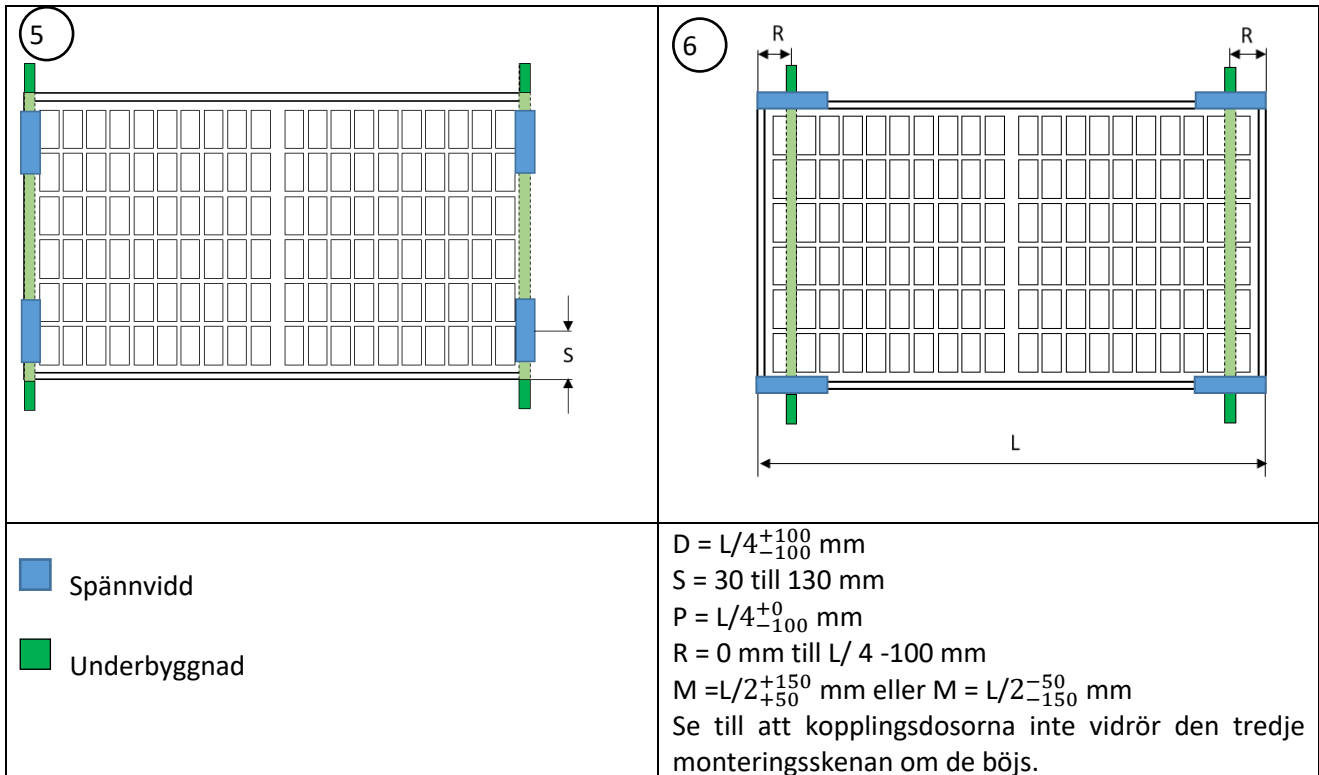 5
S
6
R R
L
Spännvidd
Underbyggnad
D = L/4 +100 -100 mm
S = 30 till 130 mm
P = L/4 +0 -100 mm
R = 0 mm till L/ 4 -100 mm
M =L/2 +150 +50 mm eller M = L/2 -50 -150 mm
Se till att kopplingsdosorna inte vidrör den tredje
monteringsskenan om de böjs.